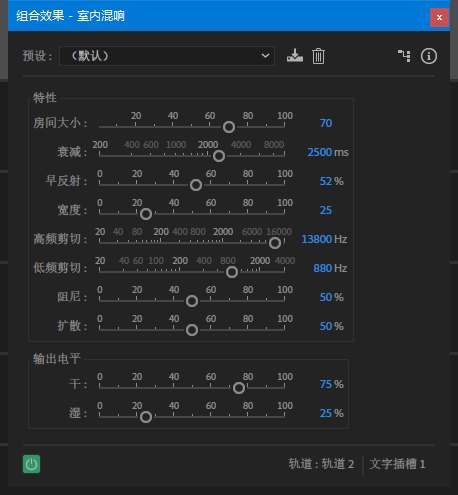 组合效果 - 室内混响 x
预设： （默认）
特性
20 40 60 80 100
房间大小： 70
200 400 600 1000 2000 4000 8000
衰减： 2500 ms
0 20 40 60 80 100
早反射： 52 %
0 20 40 60 80 100
宽度： 25
20 40 80 200 400 800 2000 6000 16000
高频剪切： 13800 Hz
20 40 60 100 200 400 800 2000 4000
低频剪切： 880 Hz
0 20 40 60 80 100
阻尼： 50 %
0 20 40 60 80 100
扩散： 50 %
输出电平
0 20 40 60 80 100
干： 75 %
0 20 40 60 80 100
湿： 25 %
轨道：轨道 2 文字插槽 1